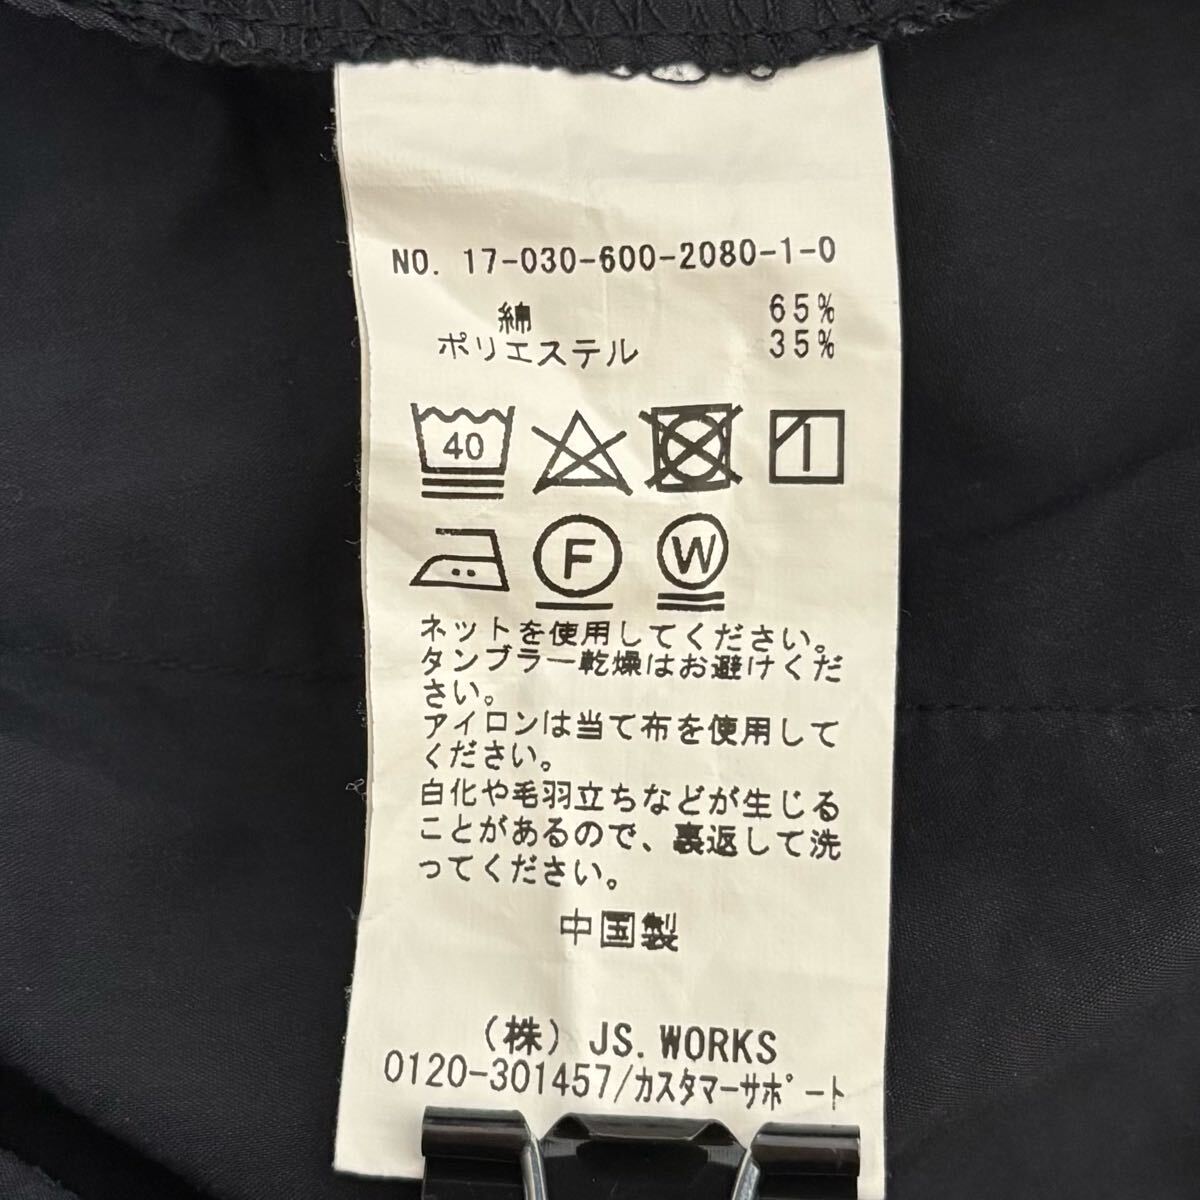 NO. 17-030-600-2080-1-0
綿 65%
ポリエステル 35%
40
F W
ネットを使用してください。
タンブラー乾燥はお避けくだ
さい。
アイロンは当て布を使用して
ください。
白化や毛羽立ちなどが生じる
ことがあるので、裏返して洗
ってください。
中国製
(株) JS. WORKS
0120-301457/カスタマーサポート